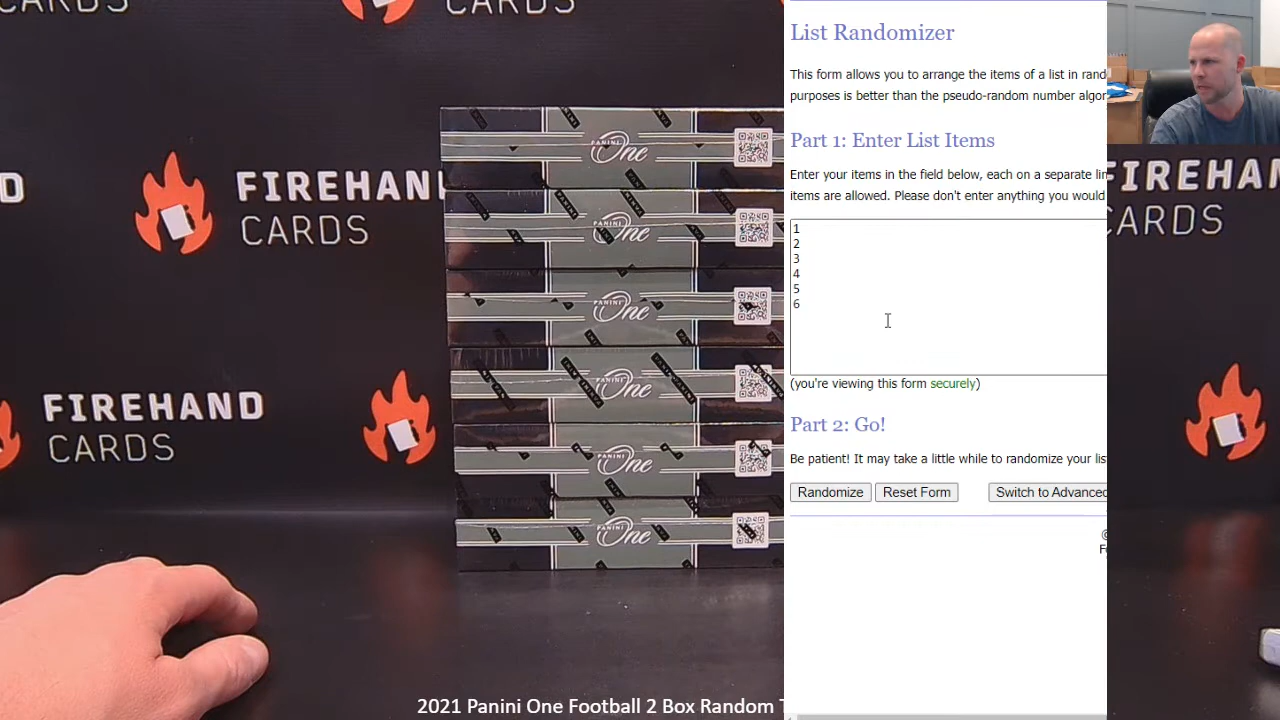 CARDS
CARDS
FIREHAND
CARDS
FIREHAND
CARDS
PANINI
One
PANINI
One
PANINI
One
PANINI
One
PANINI
One
PANINI
One
List Randomizer
This form allows you to arrange the items of a list in rand
purposes is better than the pseudo-random number algor
Part 1: Enter List Items
Enter your items in the field below, each on a separate lin
items are allowed. Please don't enter anything you would
1
2
3
4
5
6
(you're viewing this form securely)
Part 2: Go!
Be patient! It may take a little while to randomize your lis
Randomize Reset Form Switch to Advanced
FIREHAN
CARDS
2021 Panini One Football 2 Box Random T